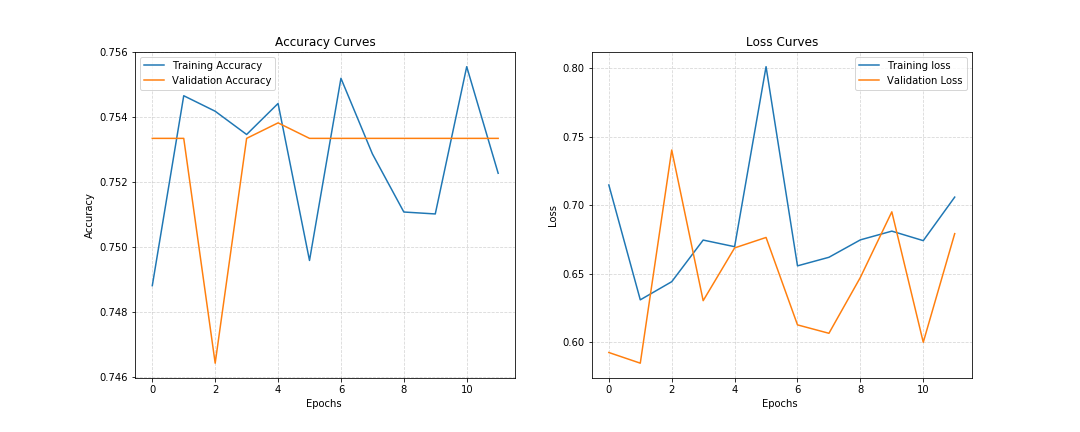 Accuracy Curves
0.756
0.754
0.752
0.750
0.748
0.746
Accuracy
Training Accuracy
Validation Accuracy
0 2 4 6 8 10
Epochs
Loss Curves
0.80
0.75
0.70
0.65
0.60
Loss
Training loss
Validation Loss
0 2 4 6 8 10
Epochs